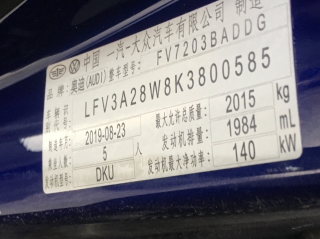 中国 一汽-大众汽车有限公司 制造
品牌 奥迪(AUDI) 整车型号 FV7203BADDG
LFV3A28W8K3800585
制造年月 2019-08-23 最大允许总质量 2015 kg
乘坐人数 5 人 发动机排量 1984 mL
发动机型号 DKU 发动机最大净功率 140 kW